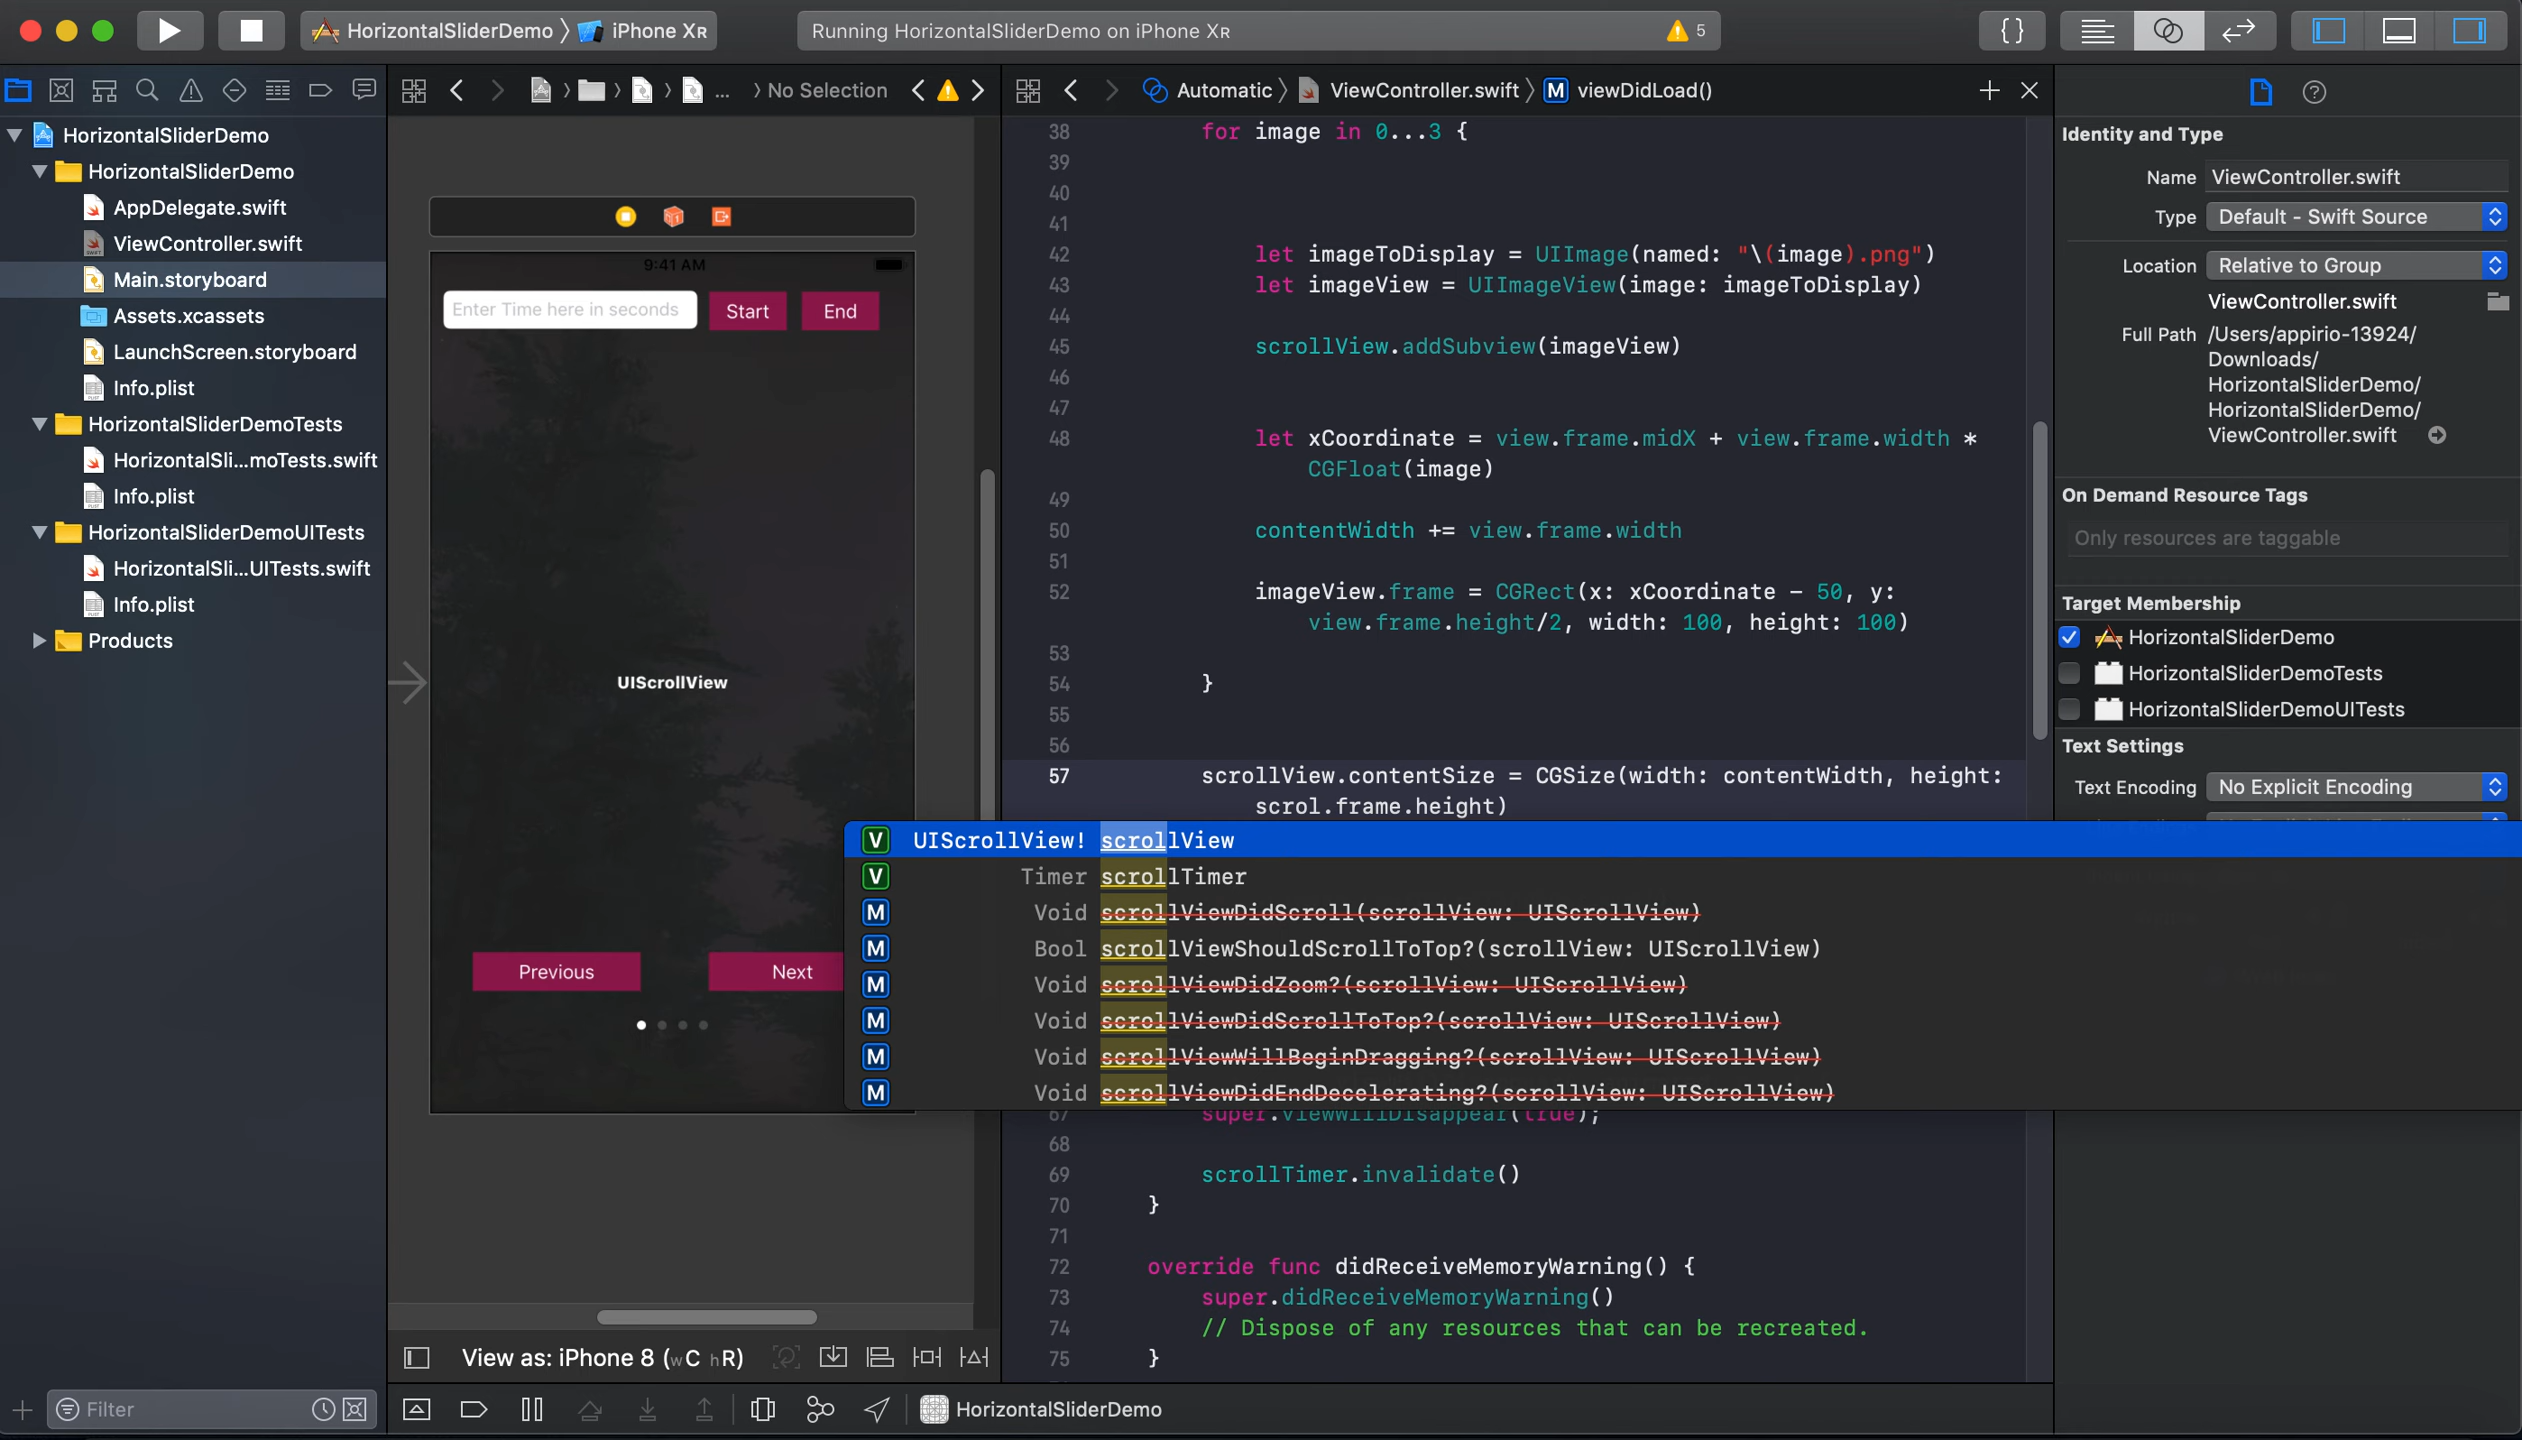 HorizontalSliderDemo 〉 iPhone XR
Running HorizontalSliderDemo on iPhone XR
5
{ }
... 〉 No Selection
Automatic 〉 ViewController.swift 〉 M viewDidLoad()
HorizontalSliderDemo
HorizontalSliderDemo
AppDelegate.swift
ViewController.swift
Main.storyboard
Assets.xcassets
LaunchScreen.storyboard
Info.plist
HorizontalSliderDemoTests
HorizontalSli...moTests.swift
Info.plist
HorizontalSliderDemoUITests
HorizontalSli...UITests.swift
Info.plist
Products
Filter
9:41 AM
Enter Time here in seconds
Start
End
UIScrollView
Previous
Next
View as: iPhone 8 (wC hR)
38 for image in 0...3 {
39
40
41
42 let imageToDisplay = UIImage(named: "\(image).png")
43 let imageView = UIImageView(image: imageToDisplay)
44
45 scrollView.addSubview(imageView)
46
47
48 let xCoordinate = view.frame.midX + view.frame.width *
CGFloat(image)
49
50 contentWidth += view.frame.width
51
52 imageView.frame = CGRect(x: xCoordinate - 50, y:
view.frame.height/2, width: 100, height: 100)
53
54 }
55
56
57 scrollView.contentSize = CGSize(width: contentWidth, height:
scrol.frame.height)
V UIScrollView! scrollView
V Timer scrollTimer
M Void scrollViewDidScroll(scrollView: UIScrollView)
M Bool scrollViewShouldScrollToTop?(scrollView: UIScrollView)
M Void scrollViewDidZoom?(scrollView: UIScrollView)
M Void scrollViewDidScrollToTop?(scrollView: UIScrollView)
M Void scrollViewWillBeginDragging?(scrollView: UIScrollView)
M Void scrollViewDidEndDecelerating?(scrollView: UIScrollView)
67 super.viewWillDisappear(true);
68
69 scrollTimer.invalidate()
70 }
71
72 override func didReceiveMemoryWarning() {
73 super.didReceiveMemoryWarning()
74 // Dispose of any resources that can be recreated.
75 }
HorizontalSliderDemo
Identity and Type
Name ViewController.swift
Type Default - Swift Source
Location Relative to Group
ViewController.swift
Full Path /Users/appirio-13924/
Downloads/
HorizontalSliderDemo/
HorizontalSliderDemo/
ViewController.swift
On Demand Resource Tags
Only resources are taggable
Target Membership
HorizontalSliderDemo
HorizontalSliderDemoTests
HorizontalSliderDemoUITests
Text Settings
Text Encoding No Explicit Encoding